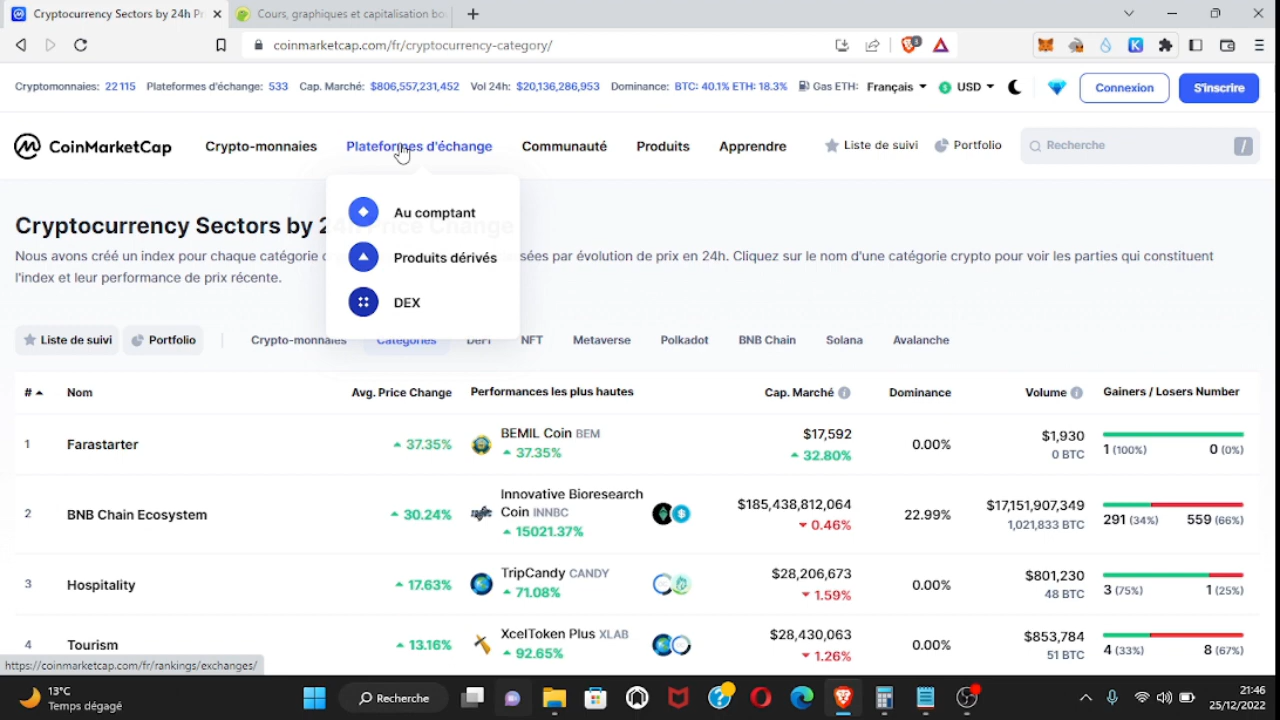 Cryptocurrency Sectors by 24h Pr
Cours, graphiques et capitalisation bo
coinmarketcap.com/fr/cryptocurrency-category/
Cryptomonnaies: 22 115 Plateformes d'échange: 533 Cap. Marché: $806,557,231,452 Vol 24h: $20,136,286,953 Dominance: BTC: 40.1% ETH: 18.3% Gas ETH: Français USD Connexion S'inscrire
CoinMarketCap Crypto-monnaies Plateformes d'échange Communauté Produits Apprendre Liste de suivi Portfolio Recherche /
Au comptant
Produits dérivés
DEX
Cryptocurrency Sectors by 24h Price Change
Nous avons créé un index pour chaque catégorie sées par évolution de prix en 24h. Cliquez sur le nom d'une catégorie crypto pour voir les parties qui constituent
l'index et leur performance de prix récente.
Liste de suivi Portfolio Crypto-monnaies Catégories DeFi NFT Metaverse Polkadot BNB Chain Solana Avalanche
# Nom Avg. Price Change Performances les plus hautes Cap. Marché Dominance Volume Gainers / Losers Number
1 Farastarter 37.35% BEMIL Coin BEM 37.35% $17,592 32.80% 0.00% $1,930 0 BTC 1 (100%) 0 (0%)
2 BNB Chain Ecosystem 30.24% Innovative Bioresearch Coin INNBC 15021.37% $185,438,812,064 0.46% 22.99% $17,151,907,349 1,021,833 BTC 291 (34%) 559 (66%)
3 Hospitality 17.63% TripCandy CANDY 71.08% $28,206,673 1.59% 0.00% $801,230 48 BTC 3 (75%) 1 (25%)
4 Tourism 13.16% XcelToken Plus XLAB 92.65% $28,430,063 1.26% 0.00% $853,784 51 BTC 4 (33%) 8 (67%)
https://coinmarketcap.com/fr/rankings/exchanges/
13°C
Temps dégagé
Recherche
21:46
25/12/2022